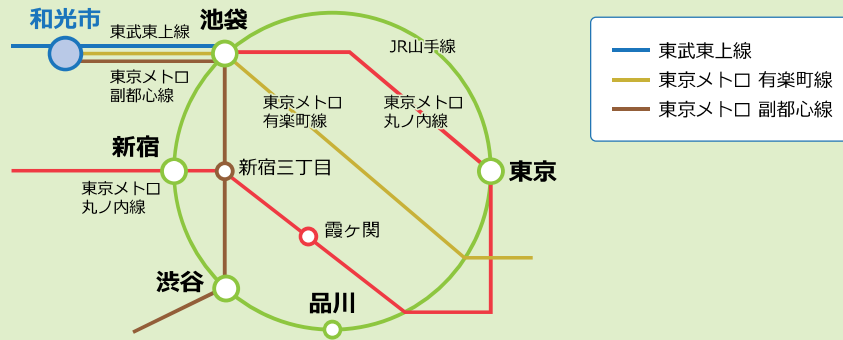 和光市
東武東上線
池袋
JR山手線
東京メトロ
副都心線
東京メトロ
有楽町線
東京メトロ
丸ノ内線
新宿
新宿三丁目
東京
東京メトロ
丸ノ内線
霞ケ関
渋谷
品川
東武東上線
東京メトロ 有楽町線
東京メトロ 副都心線